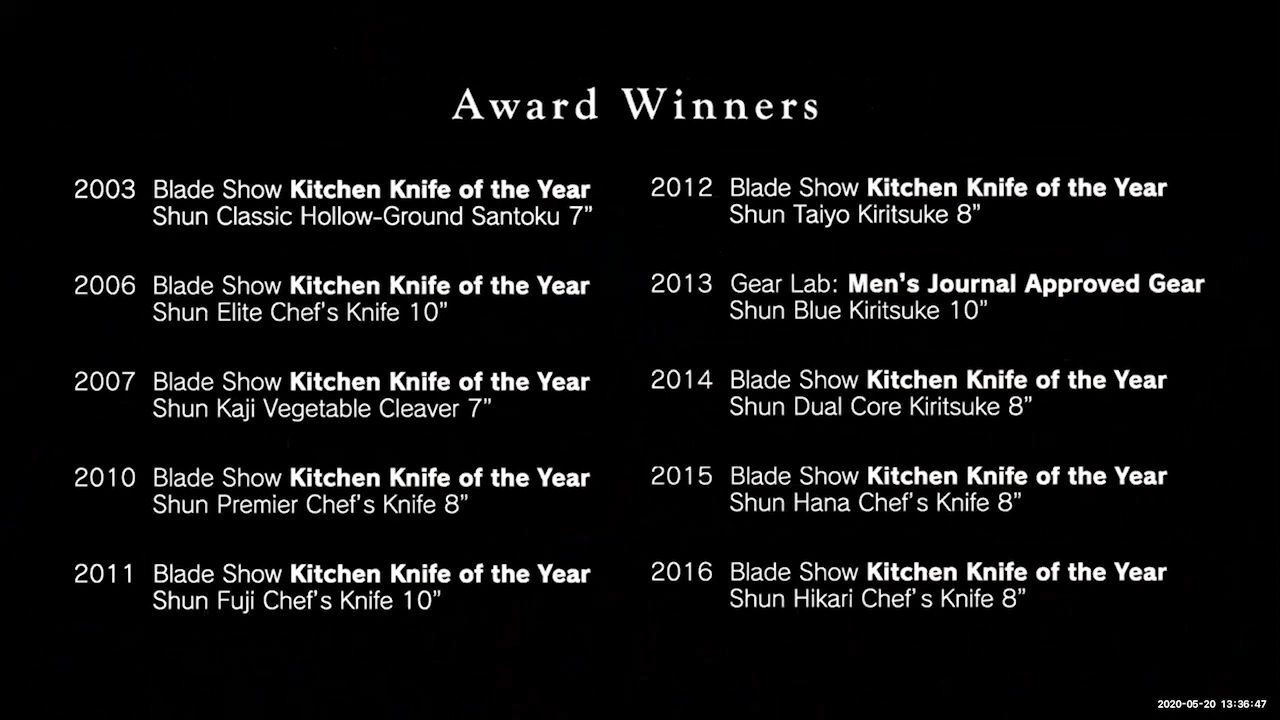 Award Winners
2003 Blade Show Kitchen Knife of the Year
Shun Classic Hollow-Ground Santoku 7”
2006 Blade Show Kitchen Knife of the Year
Shun Elite Chef’s Knife 10”
2007 Blade Show Kitchen Knife of the Year
Shun Kaji Vegetable Cleaver 7”
2010 Blade Show Kitchen Knife of the Year
Shun Premier Chef’s Knife 8”
2011 Blade Show Kitchen Knife of the Year
Shun Fuji Chef’s Knife 10”
2012 Blade Show Kitchen Knife of the Year
Shun Taiyo Kiritsuke 8”
2013 Gear Lab: Men’s Journal Approved Gear
Shun Blue Kiritsuke 10”
2014 Blade Show Kitchen Knife of the Year
Shun Dual Core Kiritsuke 8”
2015 Blade Show Kitchen Knife of the Year
Shun Hana Chef’s Knife 8”
2016 Blade Show Kitchen Knife of the Year
Shun Hikari Chef’s Knife 8”
2020-05-20 13:36:47